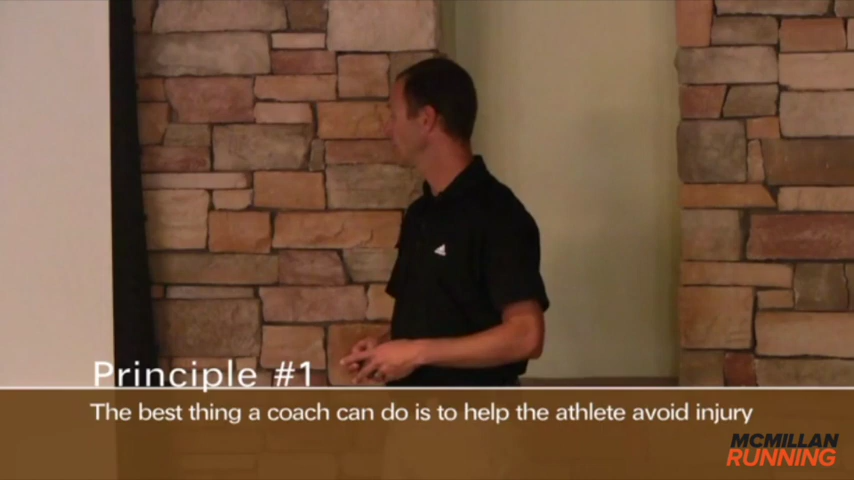 Principle #1
The best thing a coach can do is to help the athlete avoid injury
MCMILLAN
RUNNING